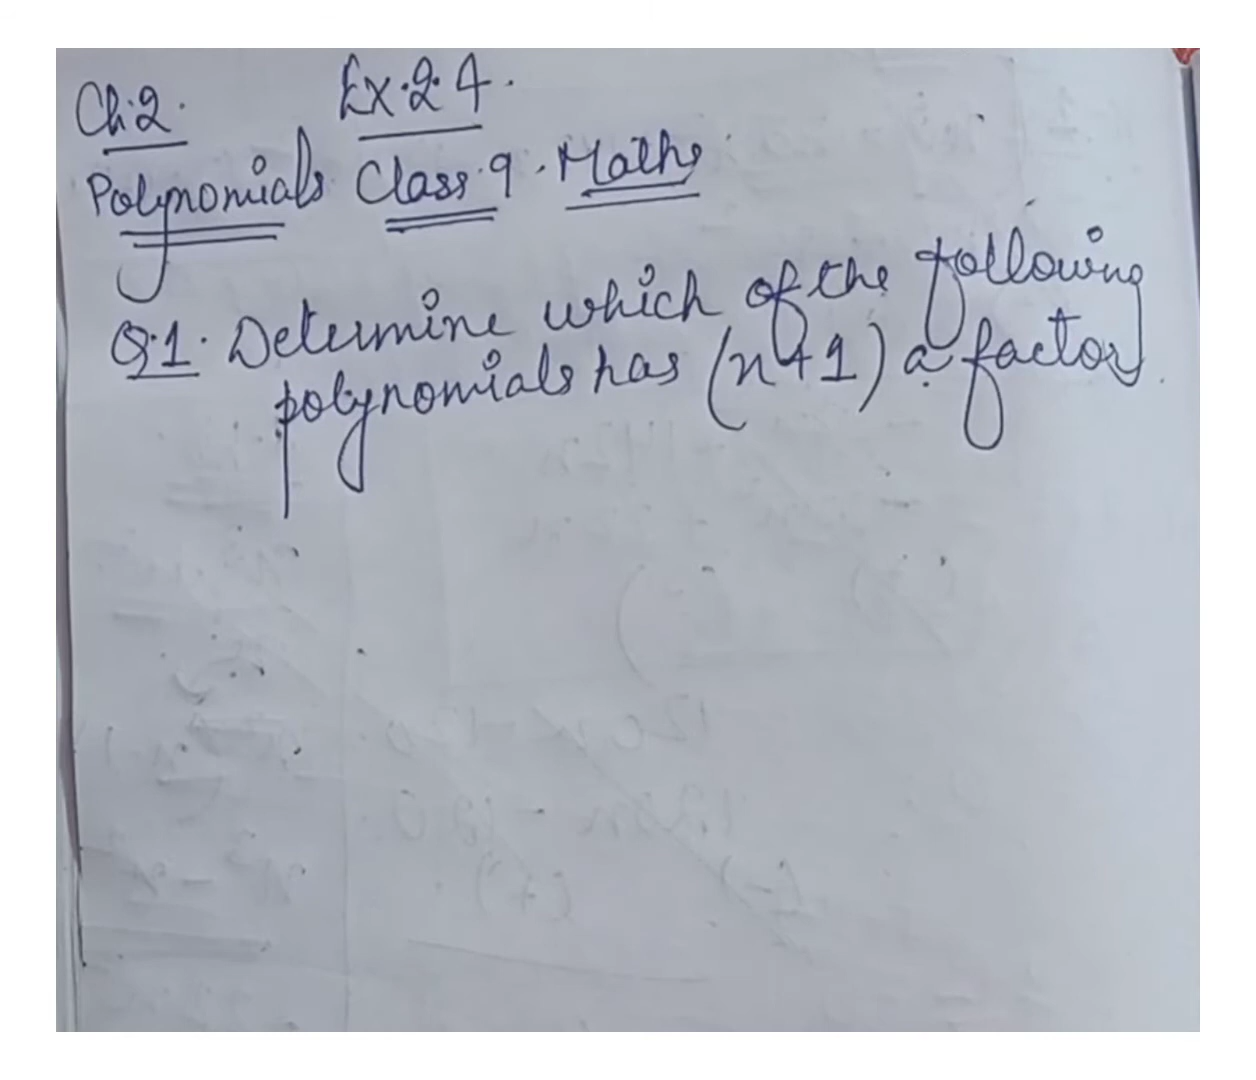 Ch:2. Ex.2.4.
Polynomials Class.9. Maths
Q.1. Determine which of the following
polynomials has (x+1) a factor.